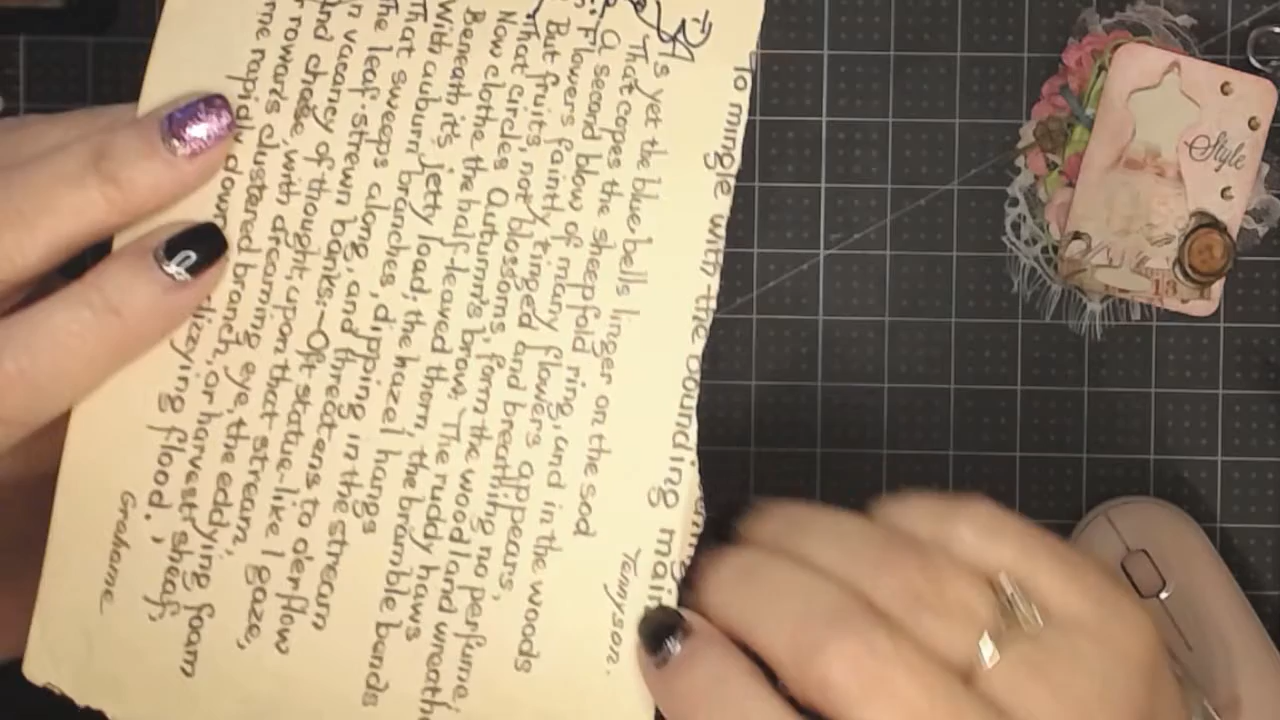 To mingle with the bounding main
Tennyson.
As yet the blue bells linger on the sod
That copes the sheepfold ring, and in the woods
A second blow of many flowers appears,
Flowers faintly tinged and breathing no perfume,
But fruits, not blossoms, form the woodland wreath
That circles Autumn's brow. The ruddy haws
Now clothe the half-leaved thorn, the bramble bends
Beneath it's jetty load; the hazel hangs
With auburn branches, dipping in the stream
That sweeps along, and threatens to o'erflow
The leaf-strewn banks:- Oft statue-like I gaze,
In vacancy of thought, upon that stream,
And chase, with dreaming eye, the eddying foam
rowan's clustered branch, or harvest sheaf,
me rapidly down dizzying flood.'
Grahame
Style
13